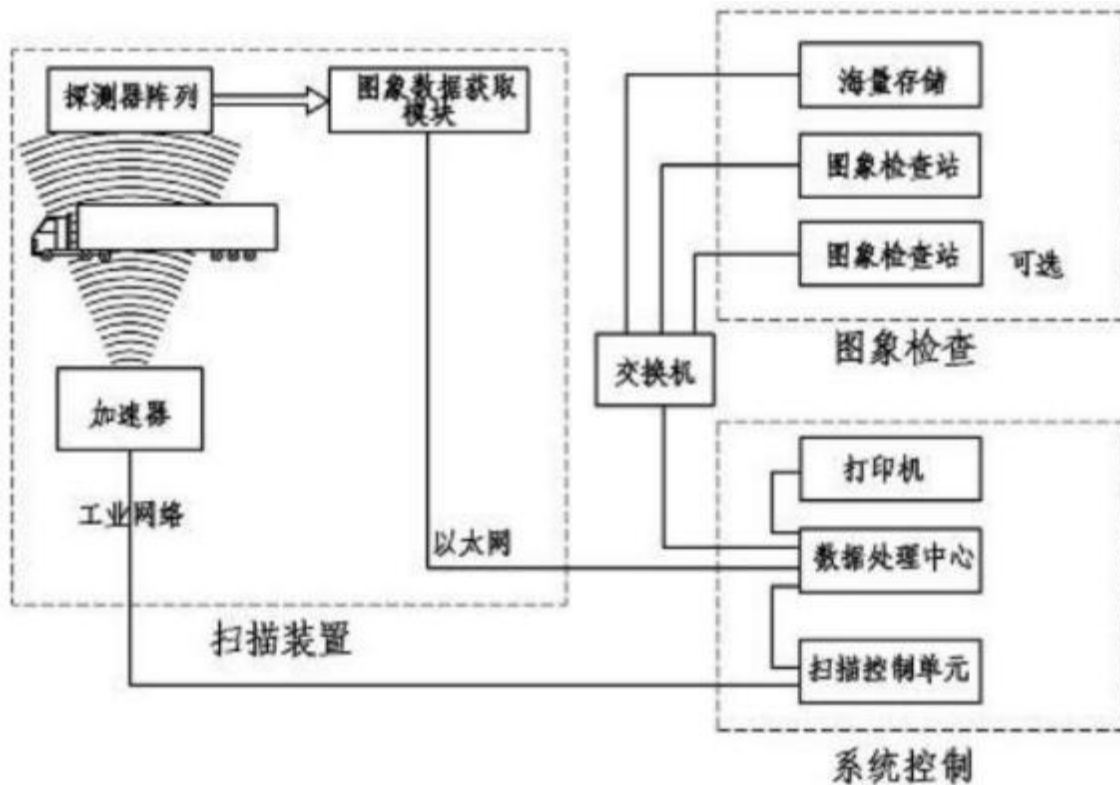 探测器阵列
图象数据获取
模块
加速器
工业网络
以太网
扫描装置
海量存储
图象检查站
图象检查站
可选
图象检查
交换机
打印机
数据处理中心
扫描控制单元
系统控制